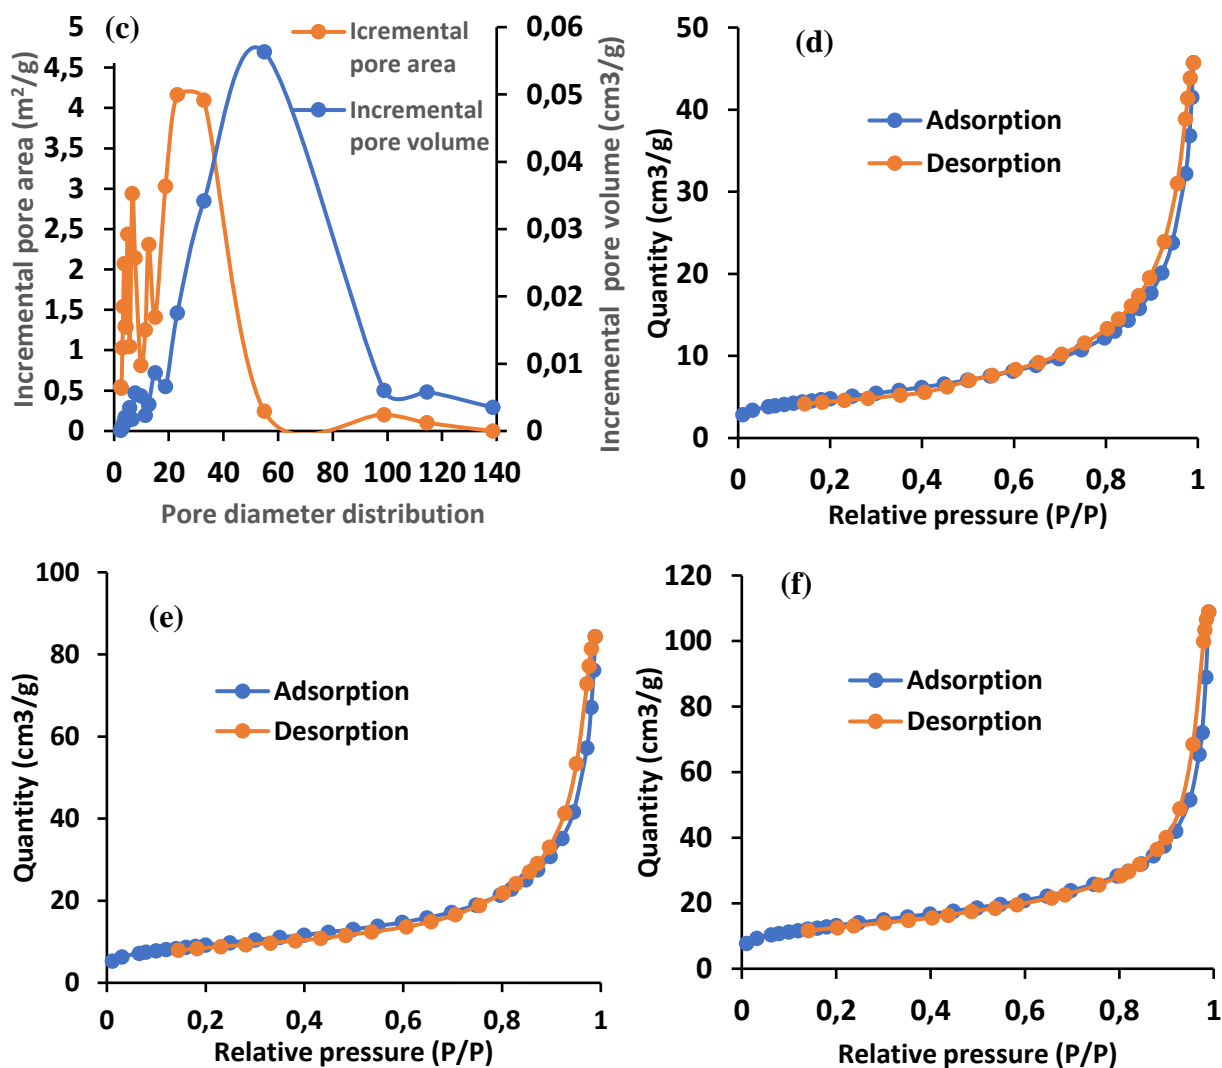 (c)
Icremental
pore area
Incremental
pore volume
Incremental pore area (m²/g)
5
4,5
4
3,5
3
2,5
2
1,5
1
0,5
0
0,06
0,05
0,04
0,03
0,02
0,01
0
Incremental pore volume (cm3/g)
0 20 40 60 80 100 120 140
Pore diameter distribution
(d)
Adsorption
Desorption
Quantity (cm3/g)
50
40
30
20
10
0
0 0,2 0,4 0,6 0,8 1
Relative pressure (P/P)
(e)
Adsorption
Desorption
Quantity (cm3/g)
100
80
60
40
20
0
0 0,2 0,4 0,6 0,8 1
Relative pressure (P/P)
(f)
Adsorption
Desorption
Quantity (cm3/g)
120
100
80
60
40
20
0
0 0,2 0,4 0,6 0,8 1
Relative pressure (P/P)